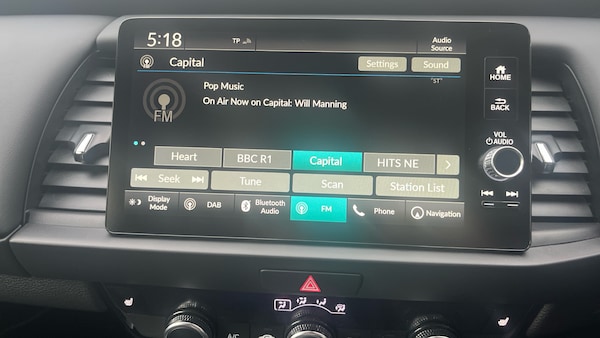 5:18 TP Audio Source
Capital Settings Sound
"ST"
Pop Music
On Air Now on Capital: Will Manning
FM
Heart BBC R1 Capital HITS NE
Seek Tune Scan Station List
Display Mode DAB Bluetooth Audio FM Phone Navigation
HOME
BACK
VOL
AUDIO
A/C